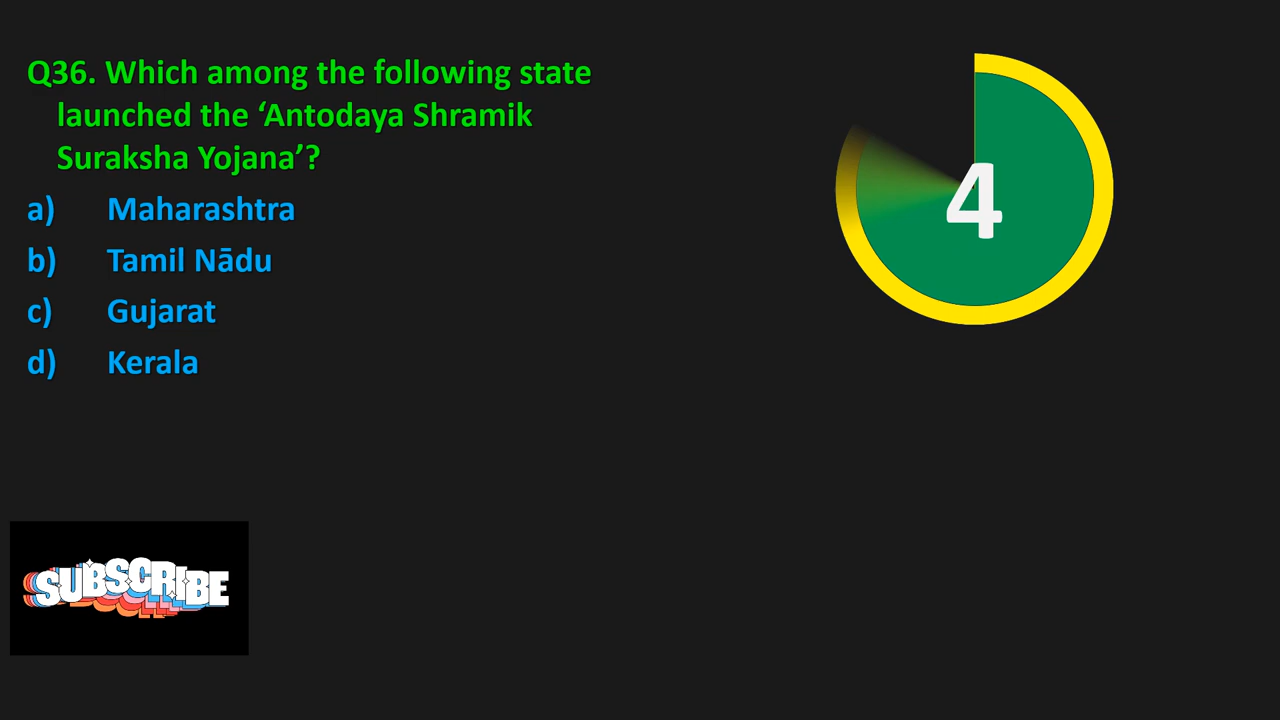 Q36. Which among the following state
launched the ‘Antodaya Shramik
Suraksha Yojana’?
a) Maharashtra
b) Tamil Nādu
c) Gujarat
d) Kerala
4
SUBSCRIBE